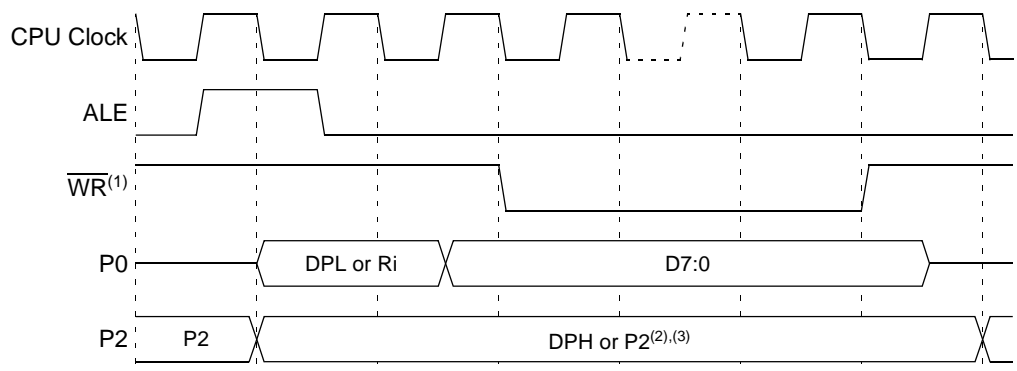 CPU Clock
ALE
WR(1)
P0 DPL or Ri D7:0
P2 P2 DPH or P2(2),(3)